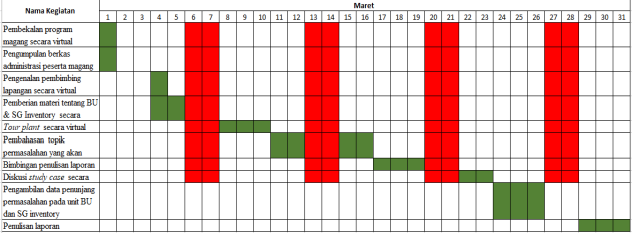 Nama Kegiatan
Maret
1 2 3 4 5 6 7 8 9 10 11 12 13 14 15 16 17 18 19 20 21 22 23 24 25 26 27 28 29 30 31
Pembekalan program
magang secara virtual
Pengumpulan berkas
administrasi peserta magang
Pengenalan pembimbing
lapangan secara virtual
Pemberian materi tentang BU
& SG Inventory secara
Tour plant secara virtual
Pembahasan topik
permasalahan yang akan
Bimbingan penulisan laporan
Diskusi study case secara
Pengambilan data penunjang
permasalahan pada unit BU
dan SG inventory
Penulisan laporan